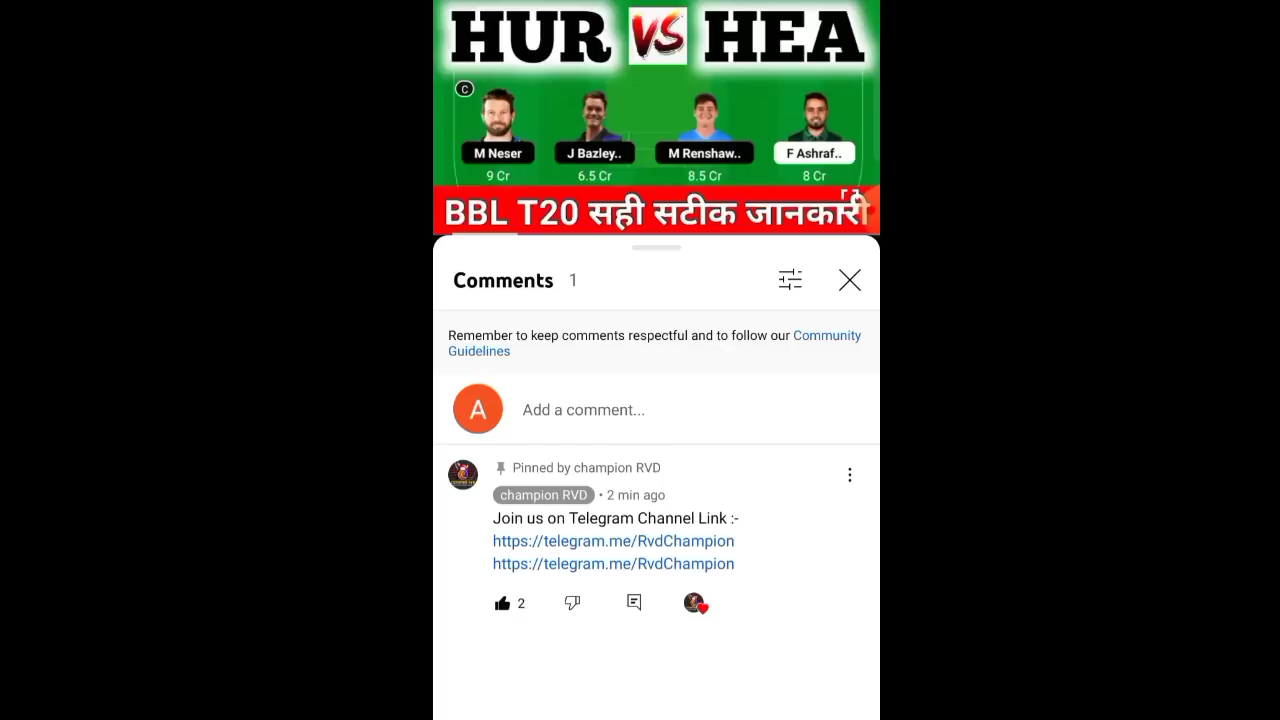 HUR VS HEA
C
M Neser J Bazley.. M Renshaw.. F Ashraf..
9 Cr 6.5 Cr 8.5 Cr 8 Cr
BBL T20 सही सटीक जानकारी
Comments 1
Remember to keep comments respectful and to follow our Community
Guidelines
A Add a comment...
Pinned by champion RVD
champion RVD • 2 min ago
Join us on Telegram Channel Link :-
https://telegram.me/RvdChampion
https://telegram.me/RvdChampion
2